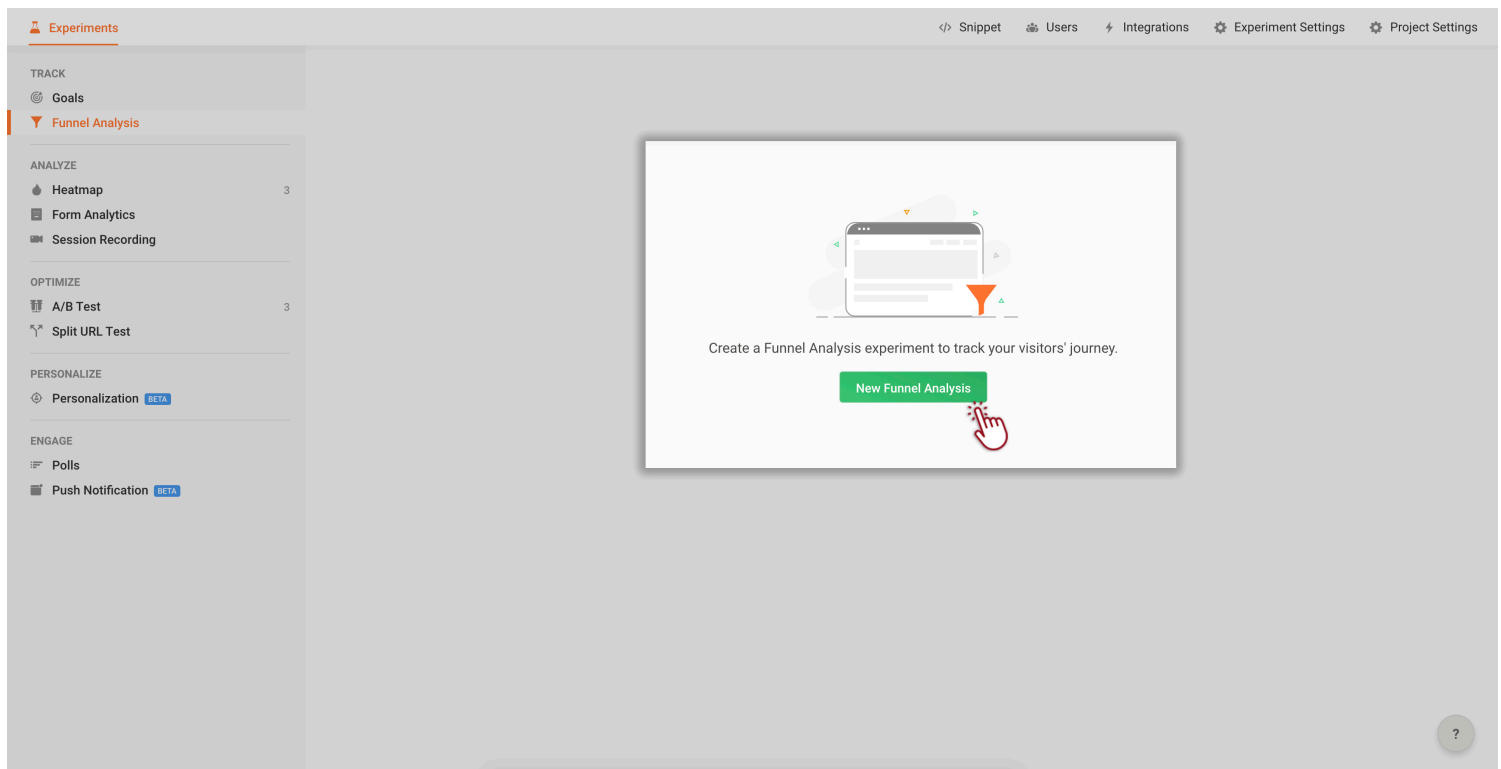 Experiments
Snippet
Users
Integrations
Experiment Settings
Project Settings
TRACK
Goals
Funnel Analysis
ANALYZE
Heatmap 3
Form Analytics
Session Recording
OPTIMIZE
A/B Test 3
Split URL Test
PERSONALIZE
Personalization BETA
ENGAGE
Polls
Push Notification BETA
Create a Funnel Analysis experiment to track your visitors' journey.
New Funnel Analysis
?